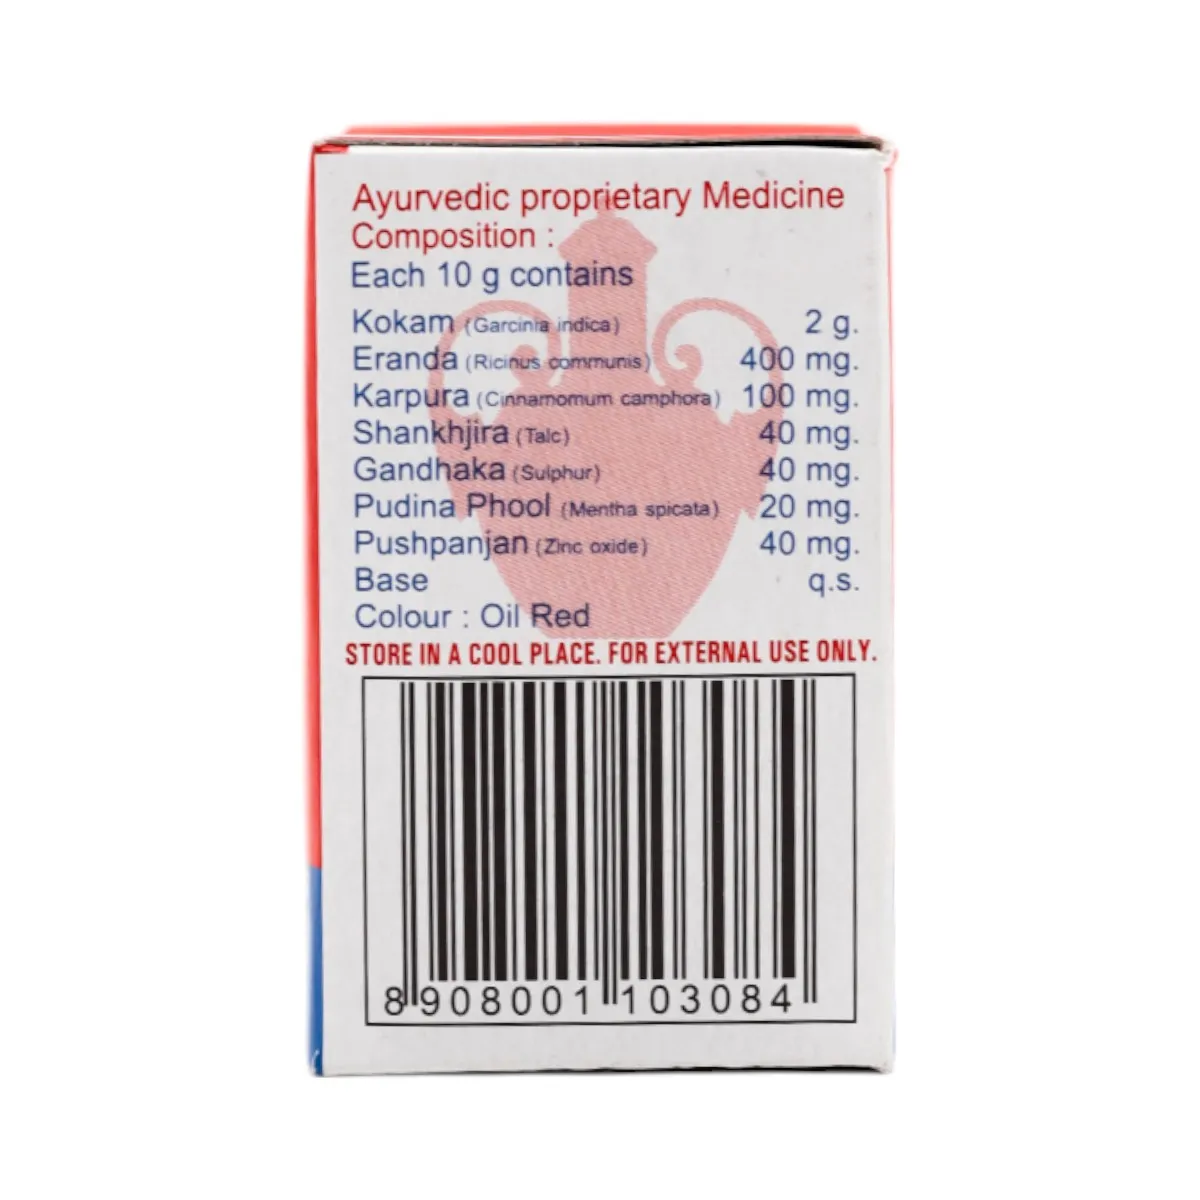 Ayurvedic proprietary Medicine
Composition :
Each 10 g contains
Kokam (Garcinia indica) 2 g.
Eranda (Ricinus communis) 400 mg.
Karpura (Cinnamomum camphora) 100 mg.
Shankhjira (Talc) 40 mg.
Gandhaka (Sulphur) 40 mg.
Pudina Phool (Mentha spicata) 20 mg.
Pushpanjan (Zinc oxide) 40 mg.
Base q.s.
Colour : Oil Red
STORE IN A COOL PLACE. FOR EXTERNAL USE ONLY.
8 908001 103084